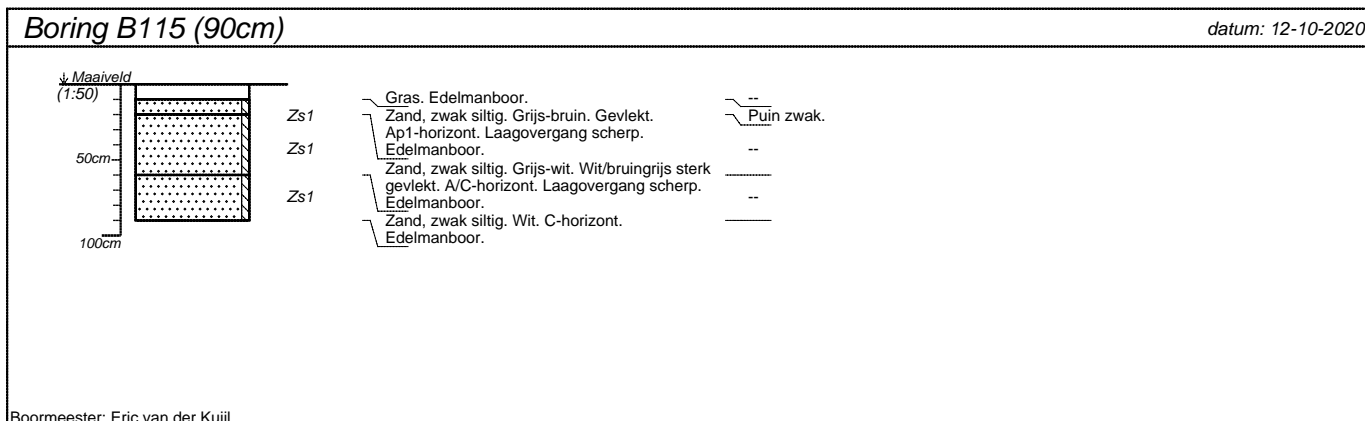 Boring B115 (90cm)
datum: 12-10-2020
Maaiveld
(1:50)
50cm
100cm
Zs1
Zs1
Zs1
Gras. Edelmanboor.
Zand, zwak siltig. Grijs-bruin. Gevlekt.
Ap1-horizont. Laagovergang scherp.
Edelmanboor.
Zand, zwak siltig. Grijs-wit. Wit/bruingrijs sterk
gevlekt. A/C-horizont. Laagovergang scherp.
Edelmanboor.
Zand, zwak siltig. Wit. C-horizont.
Edelmanboor.
--
Puin zwak.
--
--
Boormeester: Eric van der Kuijl